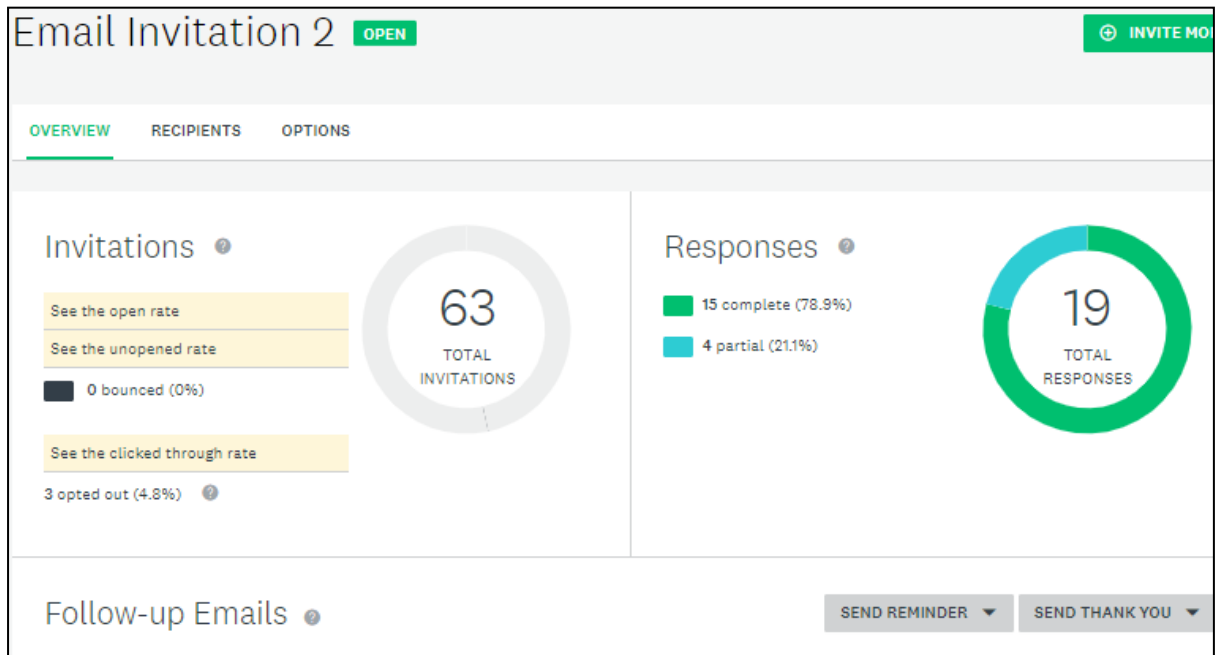 Email Invitation 2 OPEN
INVITE MO
OVERVIEW RECIPIENTS OPTIONS
Invitations
See the open rate
See the unopened rate
0 bounced (0%)
See the clicked through rate
3 opted out (4.8%)
63
TOTAL
INVITATIONS
Responses
15 complete (78.9%)
4 partial (21.1%)
19
TOTAL
RESPONSES
Follow-up Emails
SEND REMINDER SEND THANK YOU